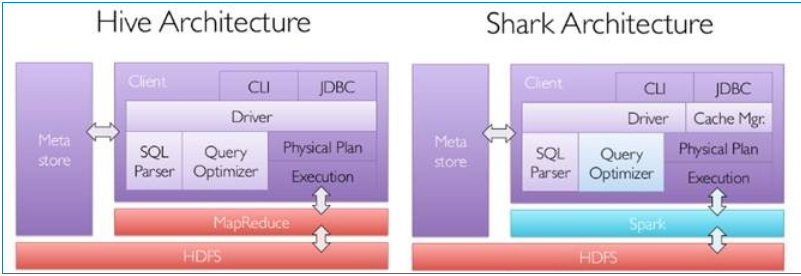 Hive Architecture
Client
CLI
JDBC
Driver
Meta
store
SQL
Parser
Query
Optimizer
Physical Plan
Execution
MapReduce
HDFS
Shark Architecture
Client
CLI
JDBC
Driver
Cache Mgr.
Meta
store
SQL
Parser
Query
Optimizer
Physical Plan
Execution
Spark
HDFS